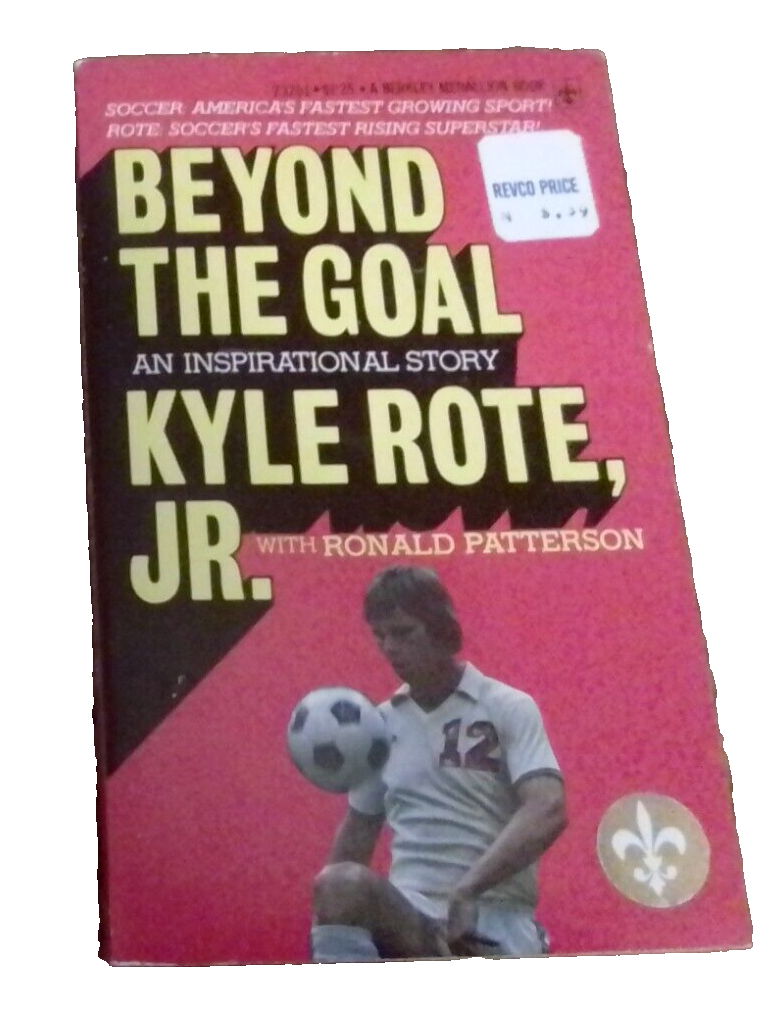 • A BERKLEY MEDALLION BOOK
SOCCER: AMERICA'S FASTEST GROWING SPORT!
ROTE: SOCCER'S FASTEST RISING SUPERSTAR!
REVCO PRICE
BEYOND
THE GOAL
AN INSPIRATIONAL STORY
KYLE ROTE,
JR.
WITH RONALD PATTERSON
12